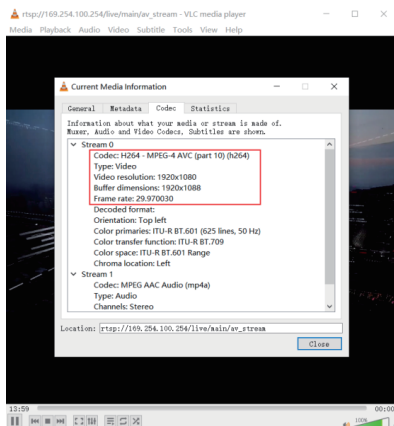 rtsp://169.254.100.254/live/main/av_stream - VLC media player
Media Playback Audio Video Subtitle Tools View Help
Current Media Information
General Metadata Codec Statistics
Information about what your media or stream is made of.
Muxer, Audio and Video Codecs, Subtitles are shown.
Stream 0
Codec: H264 - MPEG-4 AVC (part 10) (h264)
Type: Video
Video resolution: 1920x1080
Buffer dimensions: 1920x1088
Frame rate: 29.970030
Decoded format:
Orientation: Top left
Color primaries: ITU-R BT.601 (625 lines, 50 Hz)
Color transfer function: ITU-R BT.709
Color space: ITU-R BT.601 Range
Chroma location: Left
Stream 1
Codec: MPEG AAC Audio (mp4a)
Type: Audio
Channels: Stereo
Location: rtsp://169.254.100.254/live/main/av_stream
Close
13:59 00:00
100%